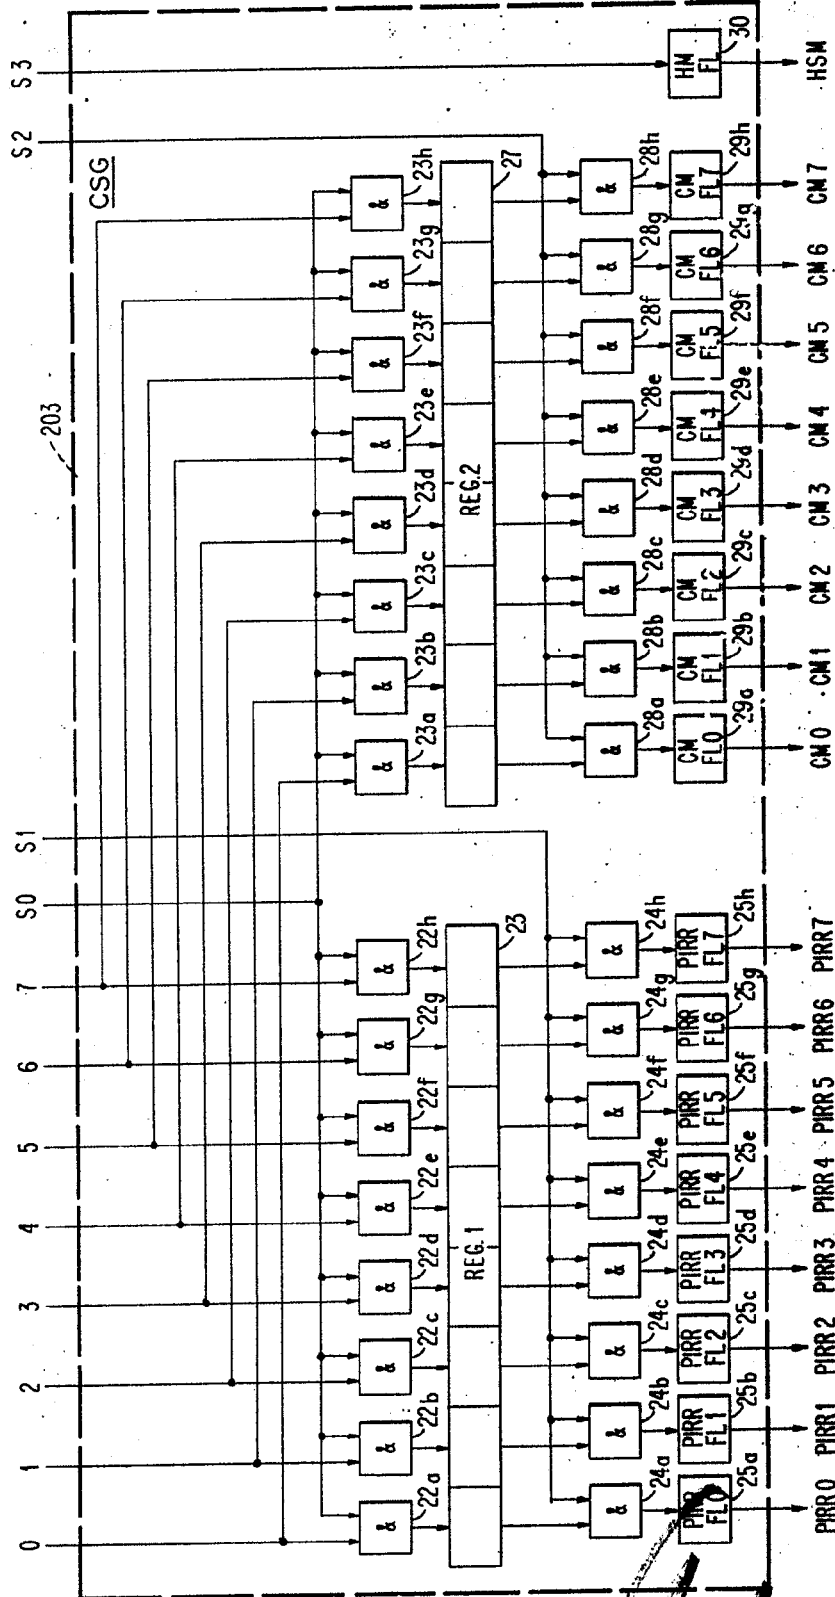 0 1 2 3 4 5 6 7 S0 S1 S2 S3
203
CSG
& & & & & & & & & & & & & & & &
22a 22b 22c 22d 22e 22f 22g 22h 23a 23b 23c 23d 23e 23f 23g 23h
REG.1 23 REG.2 27
& & & & & & & & & & & & & & & &
24a 24b 24c 24d 24e 24f 24g 24h 28a 28b 28c 28d 28e 28f 28g 28h
PIRR PIRR PIRR PIRR PIRR PIRR PIRR PIRR CM CM CM CM CM CM CM CM HM
FL0 FL1 FL2 FL3 FL4 FL5 FL6 FL7 FL0 FL1 FL2 FL3 FL4 FL5 FL6 FL7 FL
25a 25b 25c 25d 25e 25f 25g 25h 29a 29b 29c 29d 29e 29f 29g 29h 30
PIRR0 PIRR1 PIRR2 PIRR3 PIRR4 PIRR5 PIRR6 PIRR7 CM0 CM1 CM2 CM3 CM4 CM5 CM6 CM7 HSM